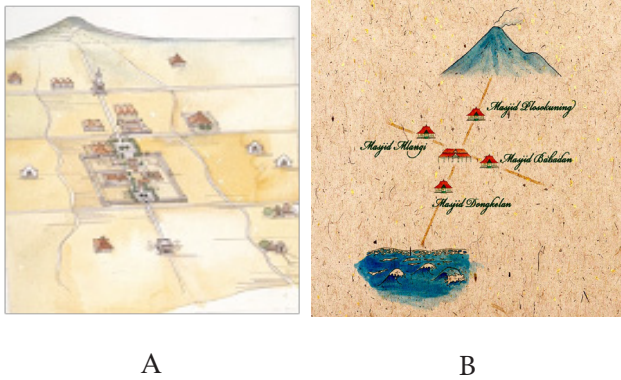 Masjid Plosokuning
Masjid Mlangi
Masjid Babadan
Masjid Dongkelan
A
B